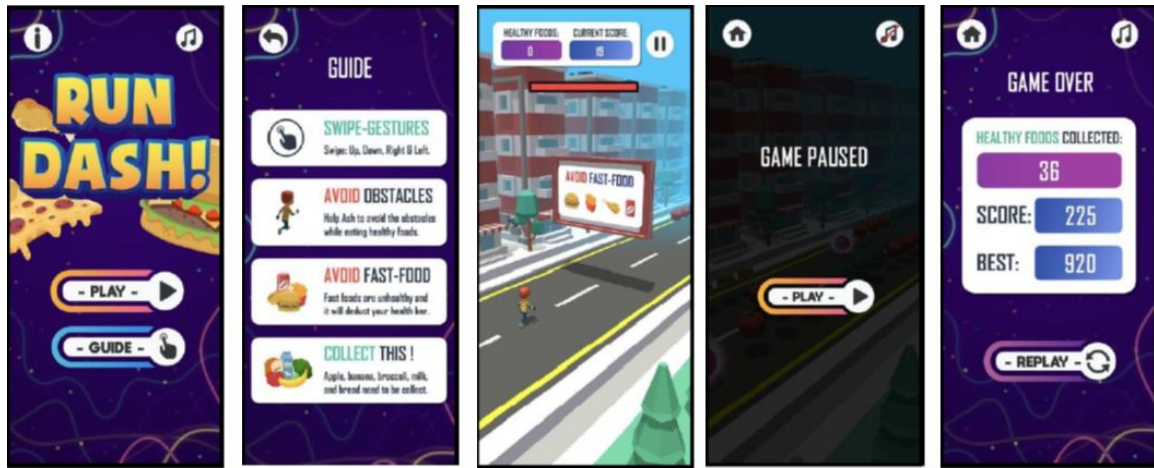 RUN
DASH!
- PLAY -
- GUIDE -
GUIDE
SWIPE-GESTURES
Swipe: Up, Down, Right & Left.
AVOID OBSTACLES
Help Ash to avoid the obstacles
while eating healthy foods.
AVOID FAST-FOOD
Fast foods are unhealthy and
it will deduct your health bar.
COLLECT THIS !
Apple, banana, broccoli, milk,
and bread need to be collect.
HEALTHY FOODS: CURRENT SCORE:
0 15
AVOID FAST-FOOD
GAME PAUSED
- PLAY -
GAME OVER
HEALTHY FOODS COLLECTED:
36
SCORE: 225
BEST: 920
- REPLAY -